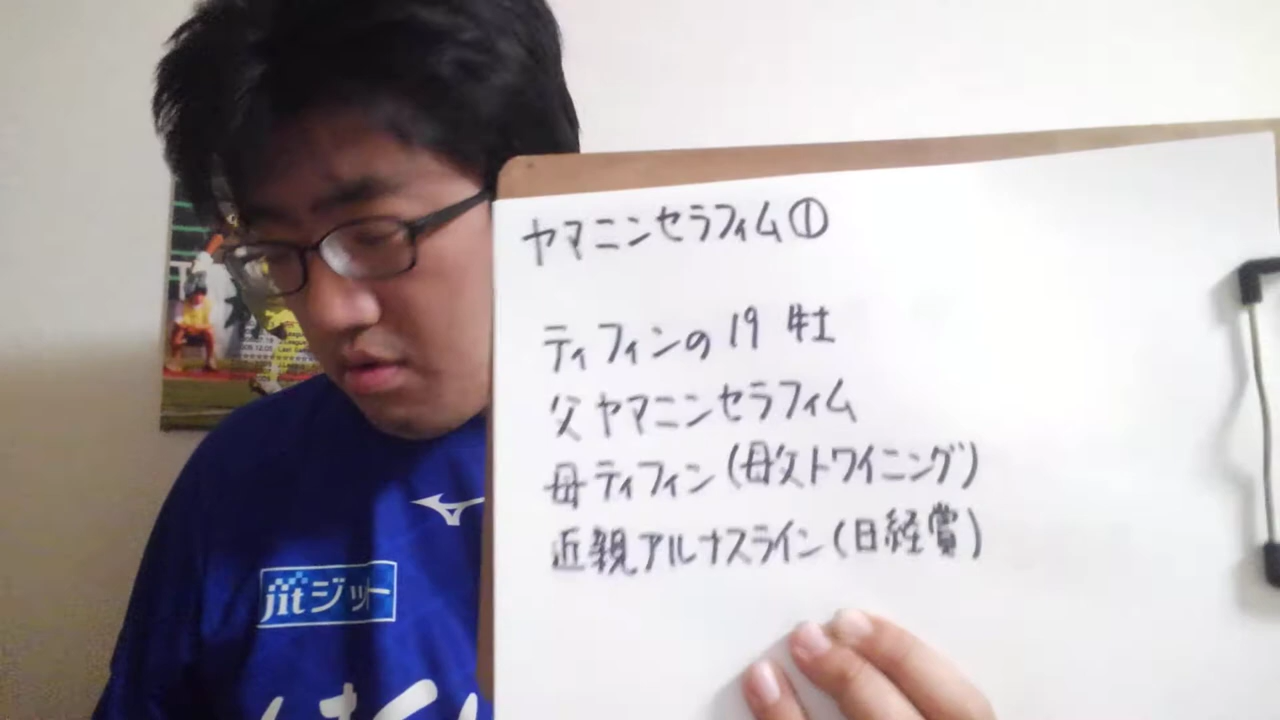 ヤマニンセラフィム①
ティフィンの19 牡
父ヤマニンセラフィム
母ティフィン(母父トワイニング)
近親アルナスライン(日経賞)
jitジット